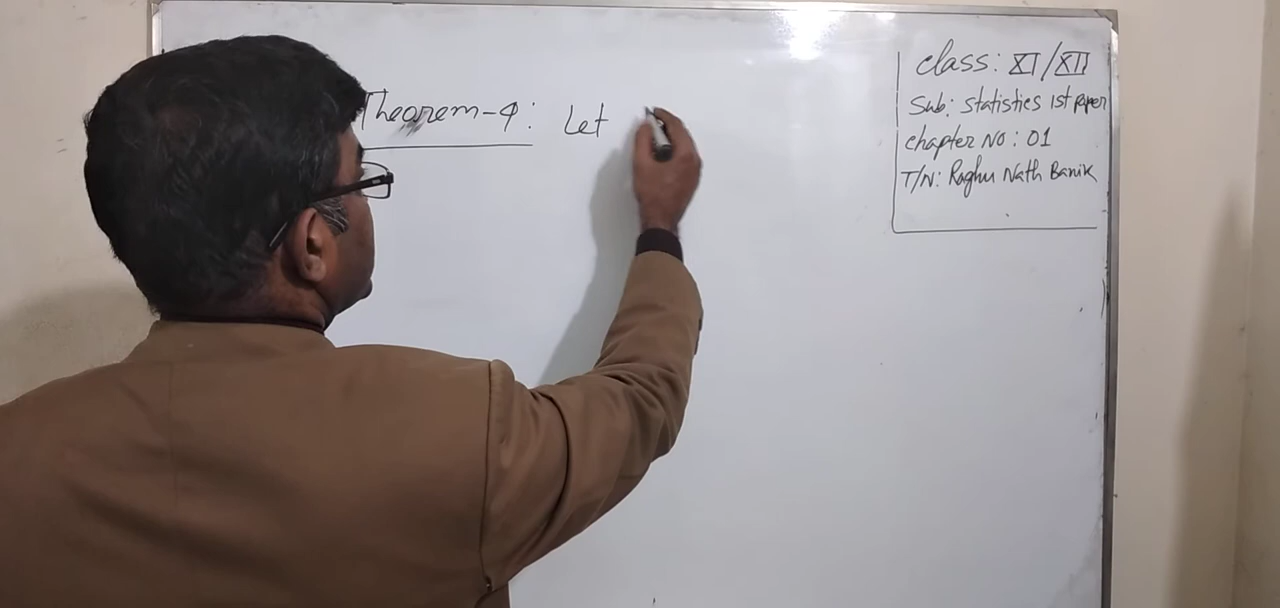 Theorem-4: Let
Class: XI/XII
Sub: Statistics 1st Paper
Chapter No: 01
T/N: Raghu Nath Banik